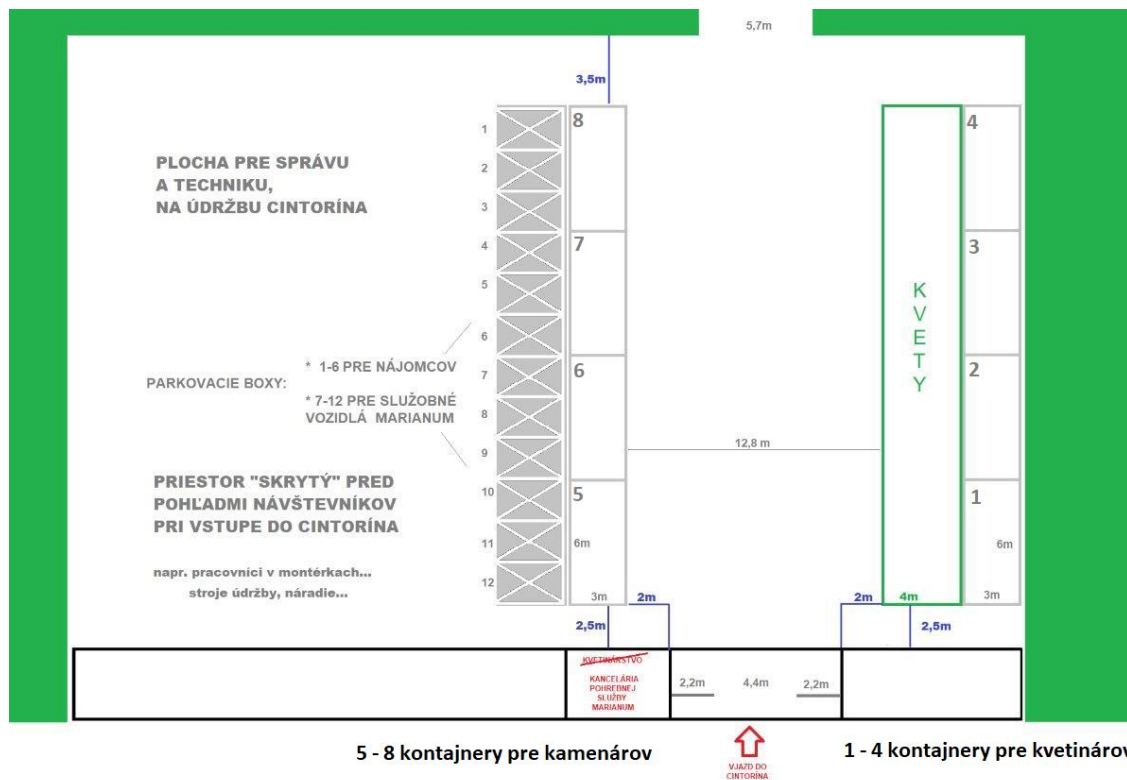 5,7m
3,5m
1
2
3
4
5
6
7
8
9
10
11
12
8
7
6
5
6m
3m
4
3
2
1
6m
3m
PLOCHA PRE SPRÁVU
A TECHNIKU,
NA ÚDRŽBU CINTORÍNA
PARKOVACIE BOXY:
* 1-6 PRE NÁJOMCOV
* 7-12 PRE SLUŽOBNÉ
VOZIDLÁ MARIANUM
PRIESTOR "SKRYTÝ" PRED
POHĽADMI NÁVŠTEVNÍKOV
PRI VSTUPE DO CINTORÍNA
napr. pracovníci v montérkach...
stroje údržby, náradie...
K
V
E
T
Y
12,8 m
2m
2m
4m
2,5m
2,5m
KVETINÁRSTVO
KANCELÁRIA
POHREBNEJ
SLUŽBY
MARIANUM
2,2m
4,4m
2,2m
5 - 8 kontajnery pre kamenárov
VJAZD DO
CINTORÍNA
1 - 4 kontajnery pre kvetinárov